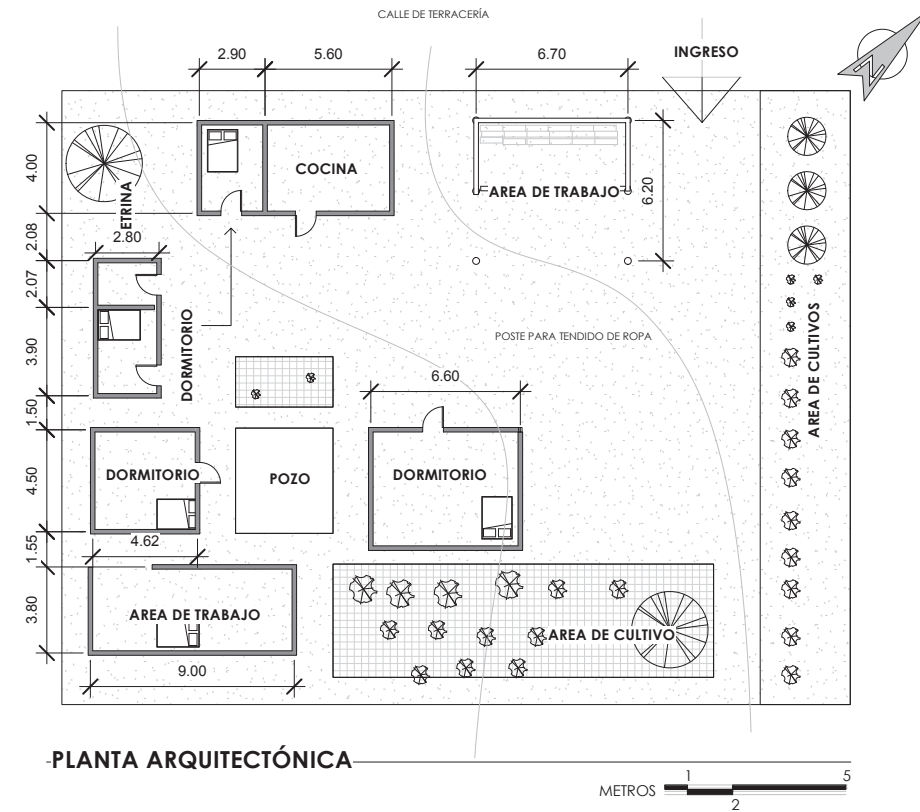 CALLE DE TERRACERÍA
2.90
5.60
6.70
INGRESO
N
4.00
COCINA
AREA DE TRABAJO
6.20
ETRINA
2.08
2.80
2.07
DORMITORIO
POSTE PARA TENDIDO DE ROPA
AREA DE CULTIVOS
3.90
6.60
1.50
4.50
DORMITORIO
POZO
DORMITORIO
1.55
4.62
3.80
AREA DE TRABAJO
AREA DE CULTIVO
9.00
PLANTA ARQUITECTÓNICA
METROS
1
5
2